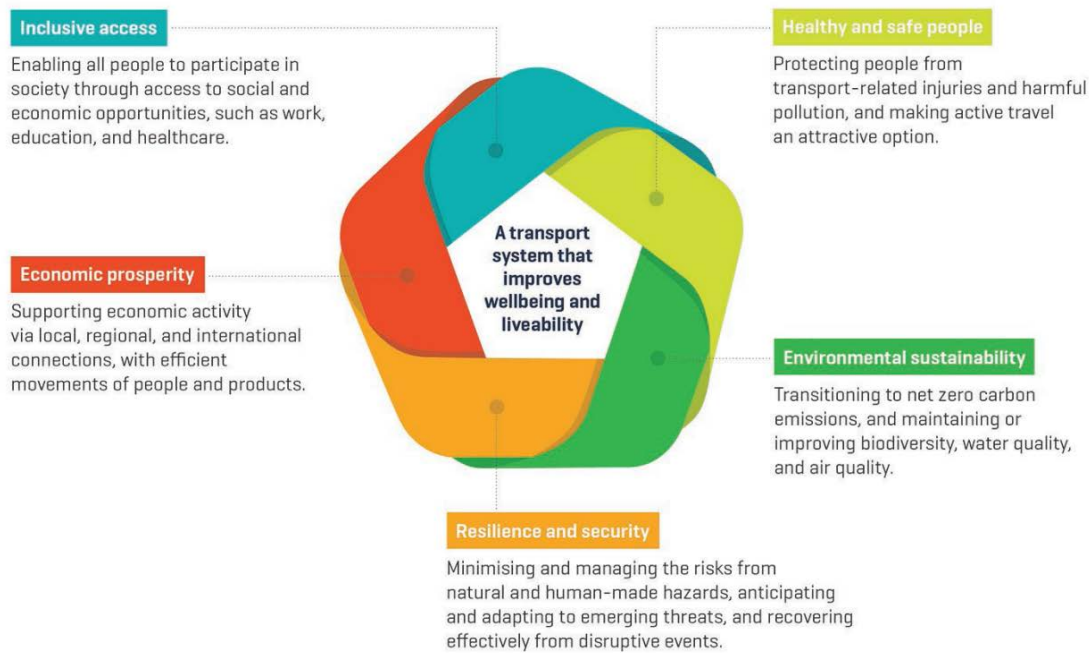 Inclusive access
Enabling all people to participate in
society through access to social and
economic opportunities, such as work,
education, and healthcare.
Healthy and safe people
Protecting people from
transport-related injuries and harmful
pollution, and making active travel
an attractive option.
A transport
system that
improves
wellbeing and
liveability
Economic prosperity
Supporting economic activity
via local, regional, and international
connections, with efficient
movements of people and products.
Environmental sustainability
Transitioning to net zero carbon
emissions, and maintaining or
improving biodiversity, water quality,
and air quality.
Resilience and security
Minimising and managing the risks from
natural and human-made hazards, anticipating
and adapting to emerging threats, and recovering
effectively from disruptive events.